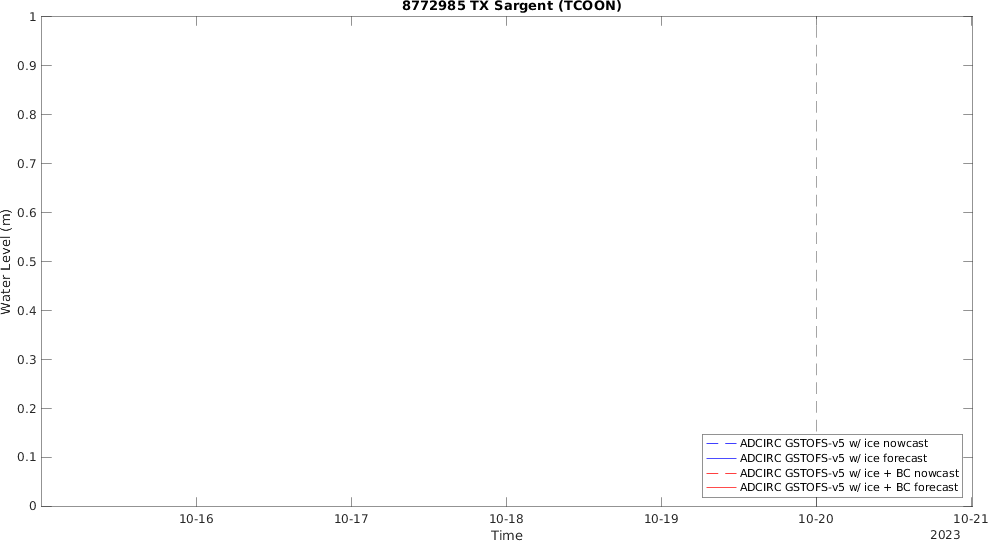 8772985 TX Sargent (TCOON)
1
0.9
0.8
0.7
0.6
0.5
0.4
0.3
0.2
0.1
0
Water Level (m)
ADCIRC GSTOFS-v5 w/ ice nowcast
ADCIRC GSTOFS-v5 w/ ice forecast
ADCIRC GSTOFS-v5 w/ ice + BC nowcast
ADCIRC GSTOFS-v5 w/ ice + BC forecast
10-16 10-17 10-18 10-19 10-20 10-21
Time
2023